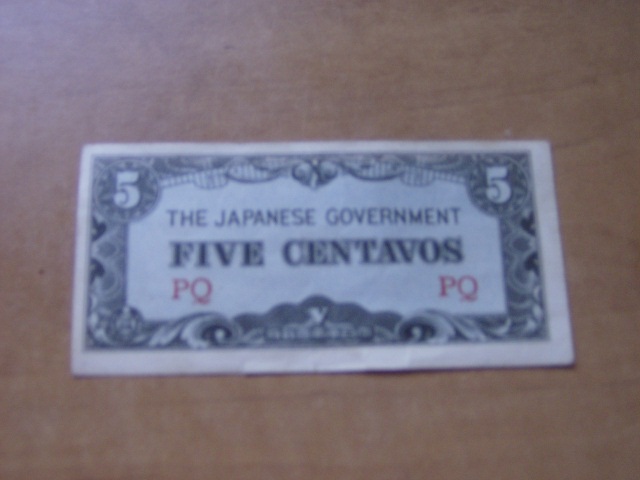 5 5
THE JAPANESE GOVERNMENT
FIVE CENTAVOS
PQ PQ